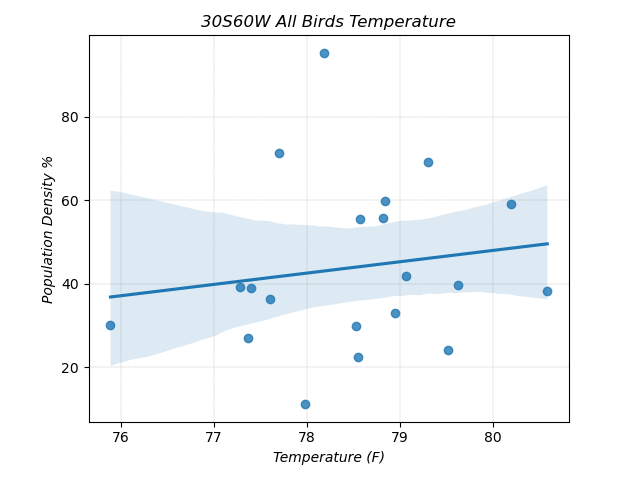 30S60W All Birds Temperature
80
60
40
20
Population Density %
76 77 78 79 80
Temperature (F)